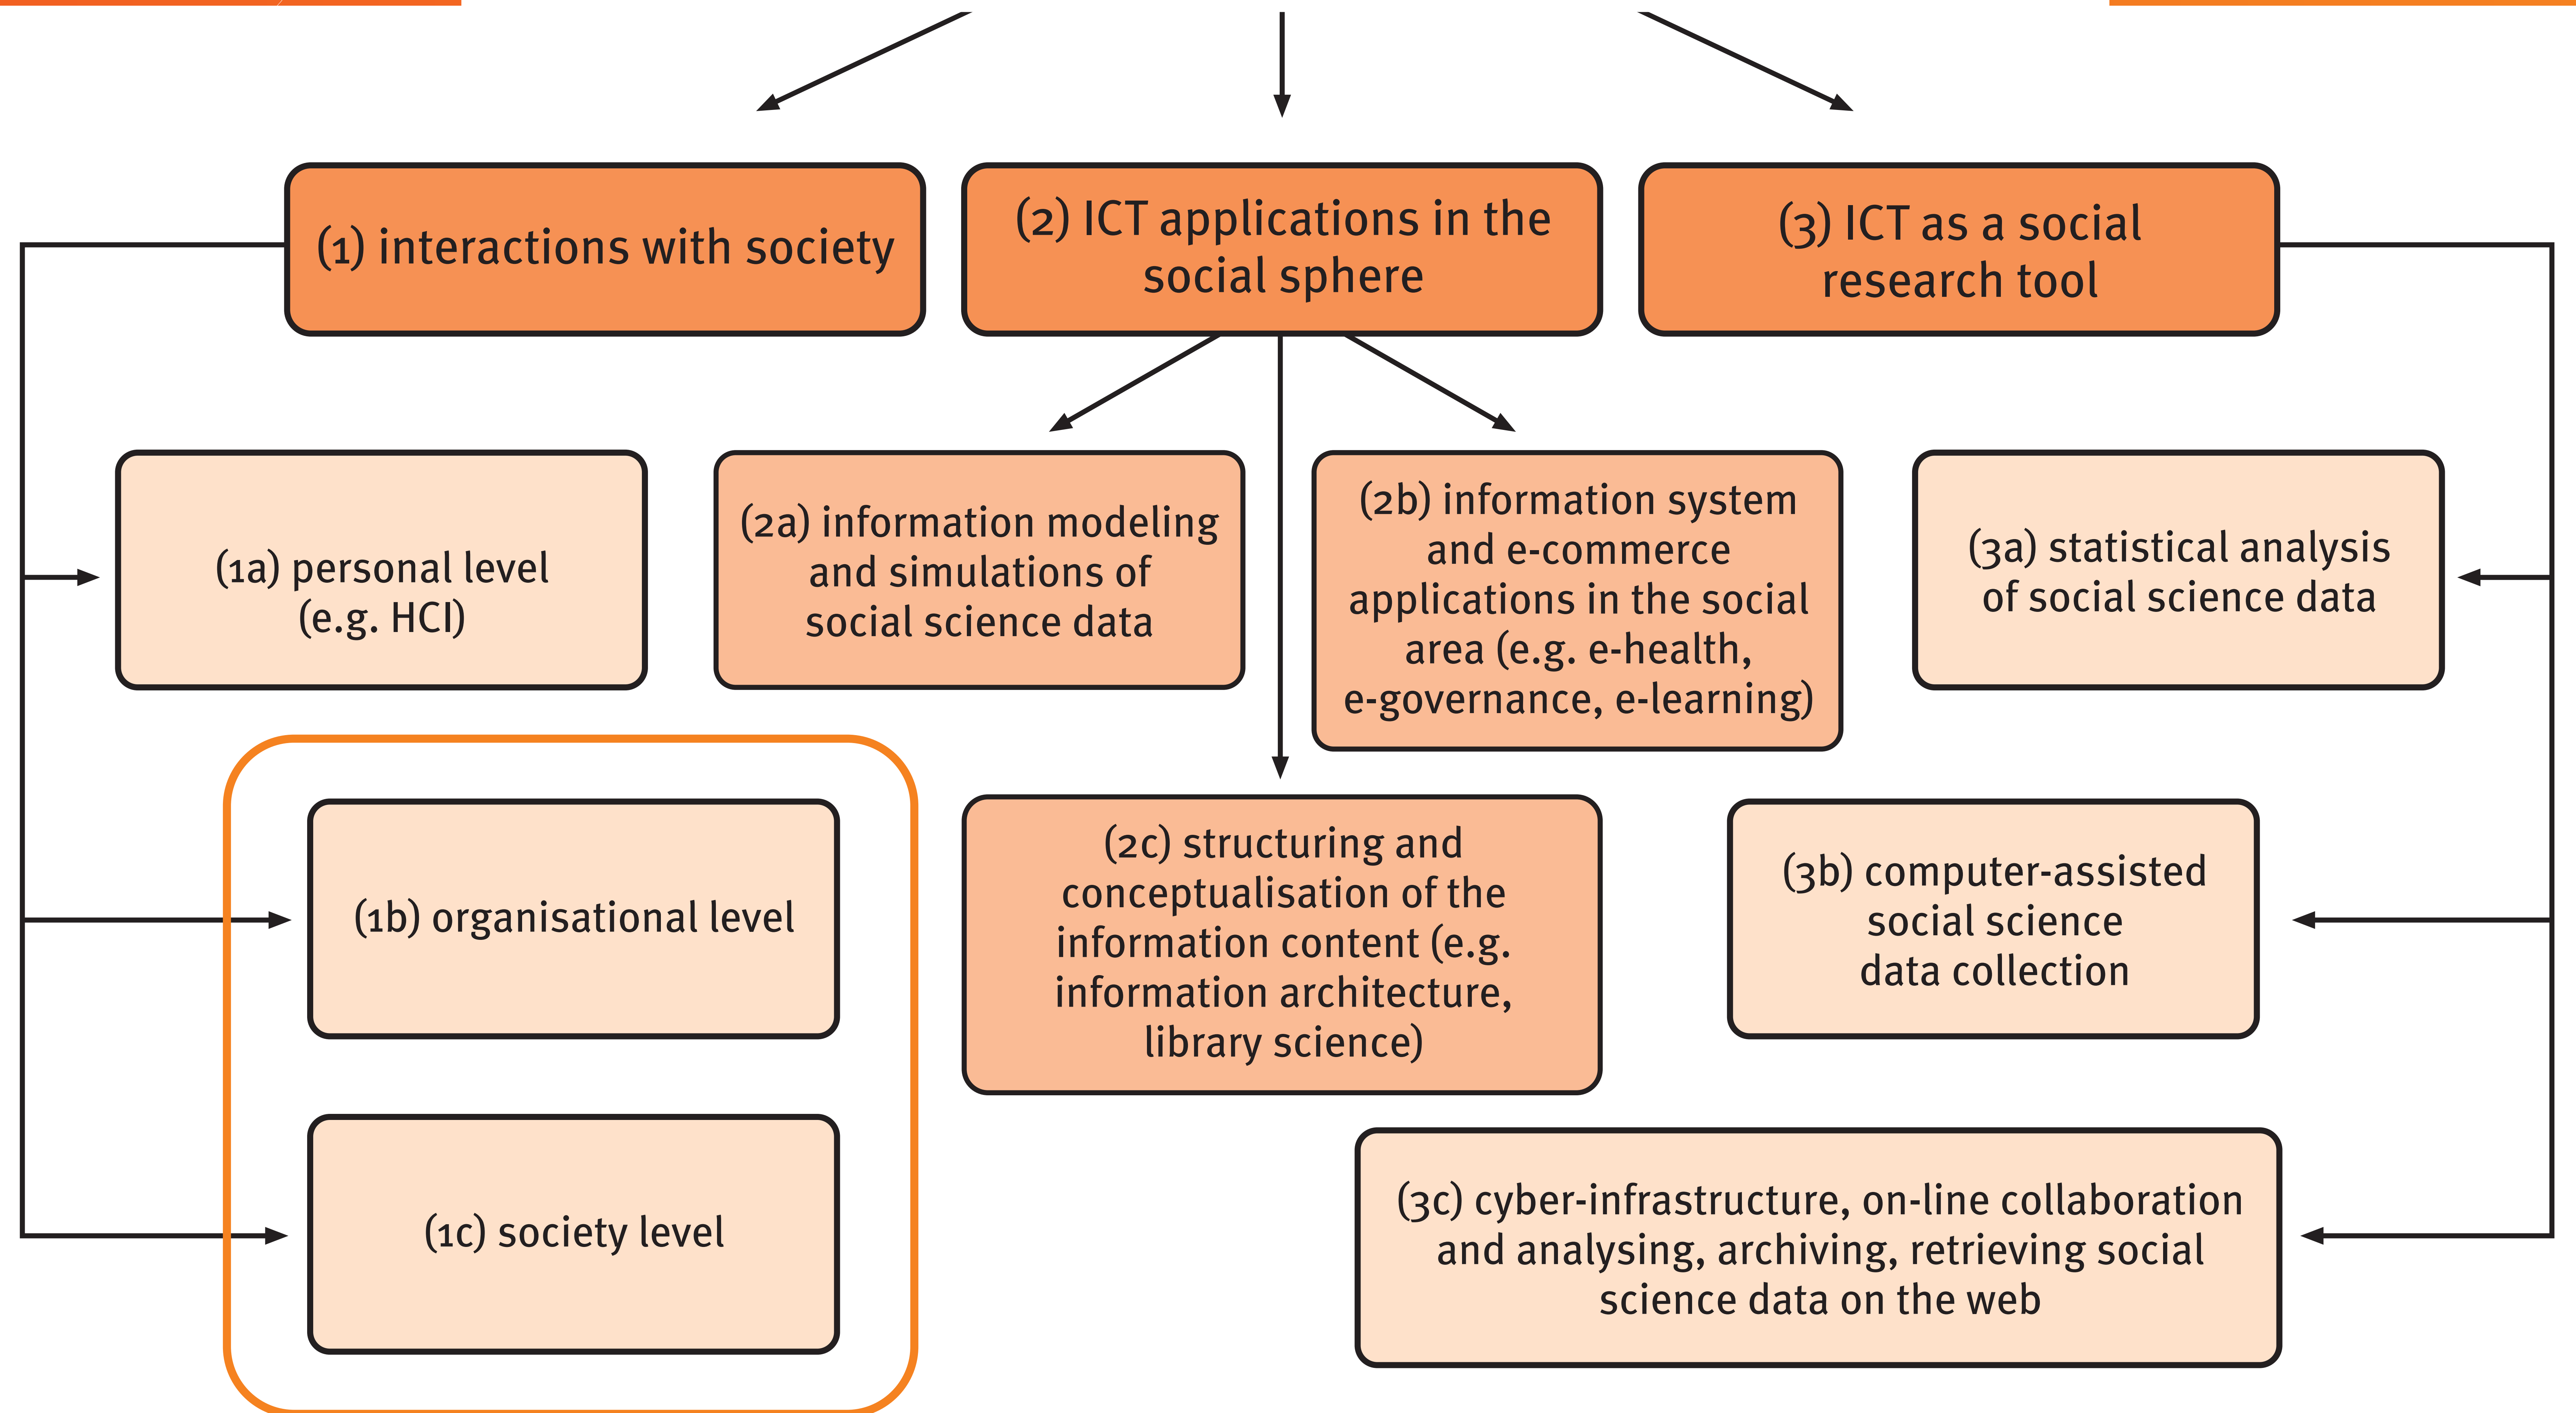 (1) interactions with society
(2) ICT applications in the
social sphere
(3) ICT as a social
research tool
(1a) personal level
(e.g. HCI)
(2a) information modeling
and simulations of
social science data
(2b) information system
and e-commerce
applications in the social
area (e.g. e-health,
e-governance, e-learning)
(3a) statistical analysis
of social science data
(1b) organisational level
(2c) structuring and
conceptualisation of the
information content (e.g.
information architecture,
library science)
(3b) computer-assisted
social science
data collection
(1c) society level
(3c) cyber-infrastructure, on-line collaboration
and analysing, archiving, retrieving social
science data on the web